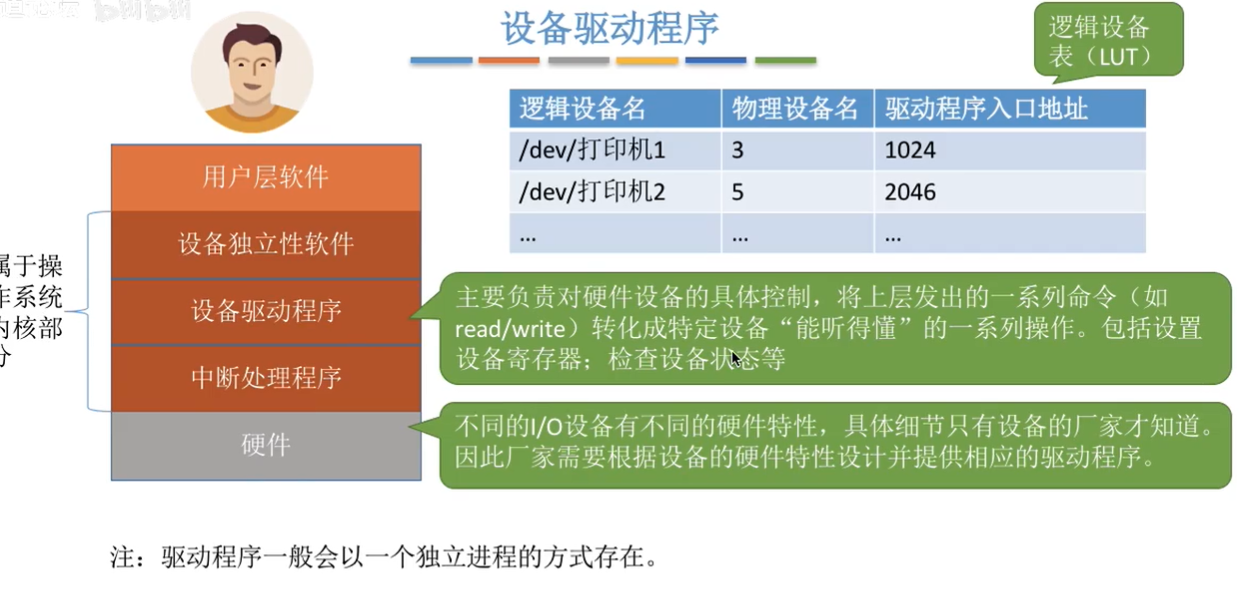 设备驱动程序
逻辑设备
表（LUT）
逻辑设备名 物理设备名 驱动程序入口地址
/dev/打印机1 3 1024
/dev/打印机2 5 2046
... ... ...
用户层软件
设备独立性软件
设备驱动程序
中断处理程序
硬件
属于操
作系统
内核部
分
主要负责对硬件设备的具体控制，将上层发出的一系列命令（如
read/write）转化成特定设备“能听得懂”的一系列操作。包括设置
设备寄存器；检查设备状态等
不同的I/O设备有不同的硬件特性，具体细节只有设备的厂家才知道。
因此厂家需要根据设备的硬件特性设计并提供相应的驱动程序。
注：驱动程序一般会以一个独立进程的方式存在。